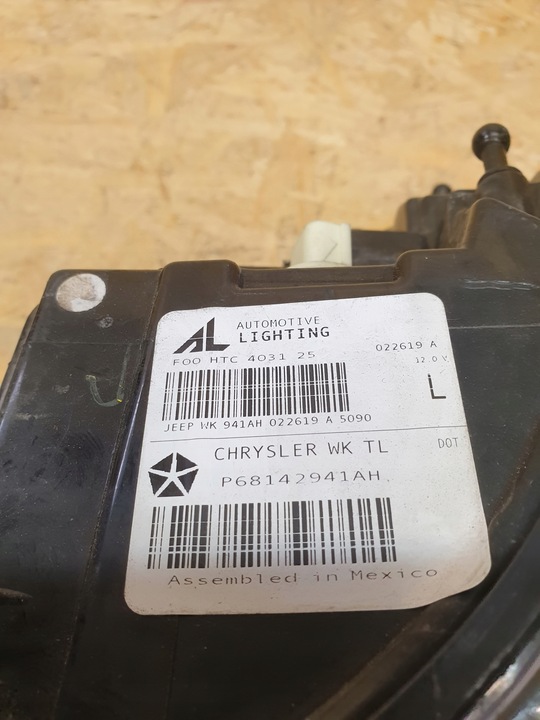 AL AUTOMOTIVE
LIGHTING
F00 HTC 4031 25
022619 A
12.0 V
L
JEEP WK 941AH 022619 A 5090
CHRYSLER WK TL
DOT
P68142941AH.
Assembled in Mexico